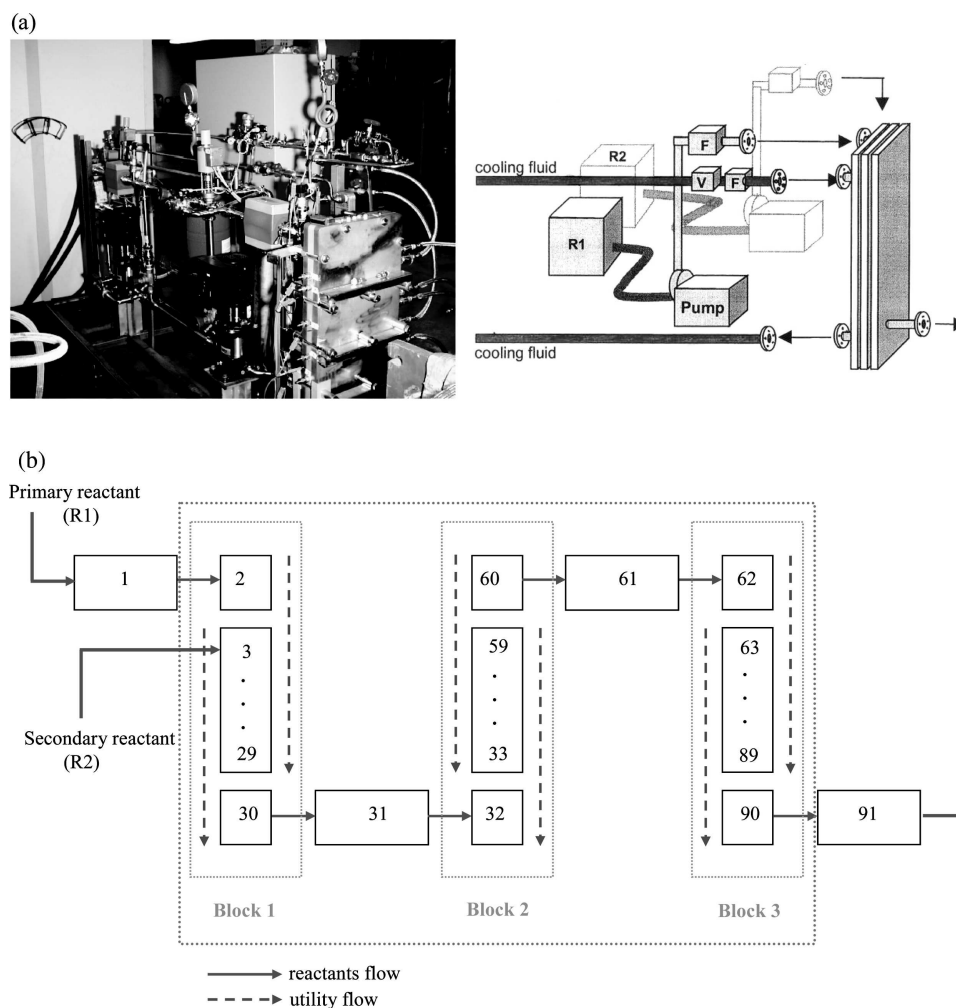 (a)
R2
F
cooling fluid
V
F
R1
Pump
cooling fluid
(b)
Primary reactant
(R1)
1
2
60
61
62
3
59
63
.
.
.
.
.
.
.
.
.
Secondary reactant
(R2)
29
33
89
30
31
32
90
91
Block 1
Block 2
Block 3
reactants flow
utility flow